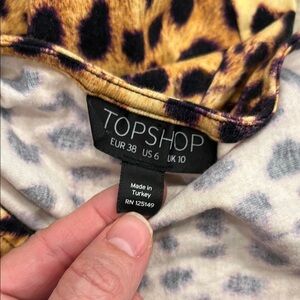 TOPSHOP
EUR 38 US 6 UK 10
Made in
Turkey
RN 125149